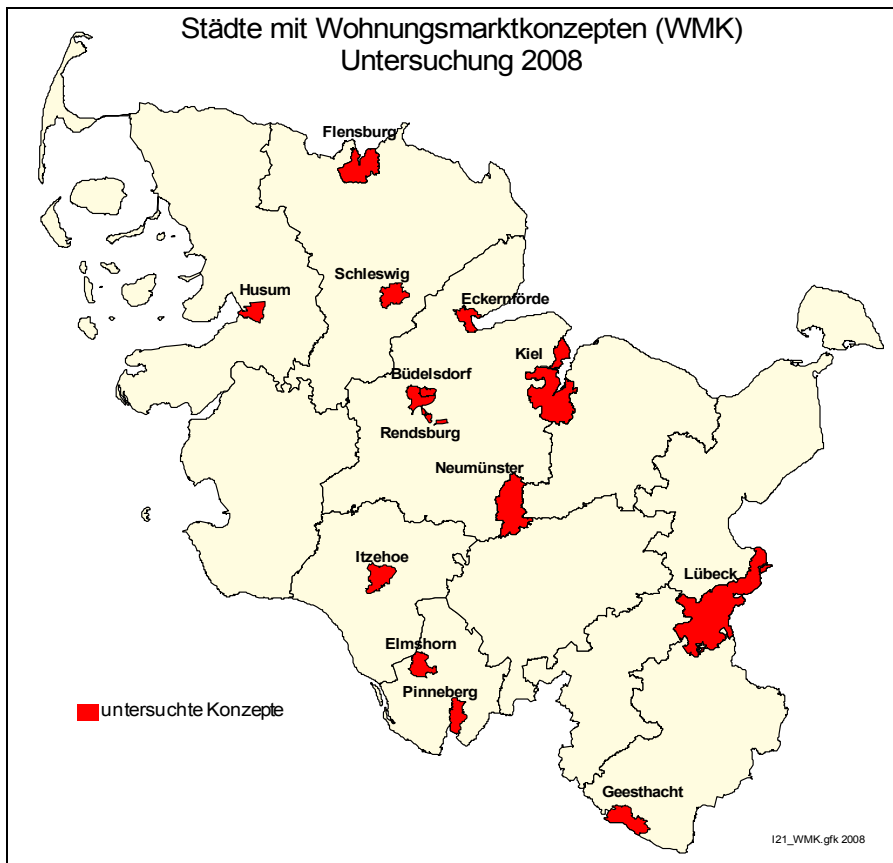 Städte mit Wohnungsmarktkonzepten (WMK)
Untersuchung 2008
Flensburg
Schleswig
Husum
Eckernförde
Kiel
Büdelsdorf
Rendsburg
Neumünster
Itzehoe
Lübeck
Elmshorn
Pinneberg
untersuchte Konzepte
Geesthacht
I21_WMK.gfk 2008